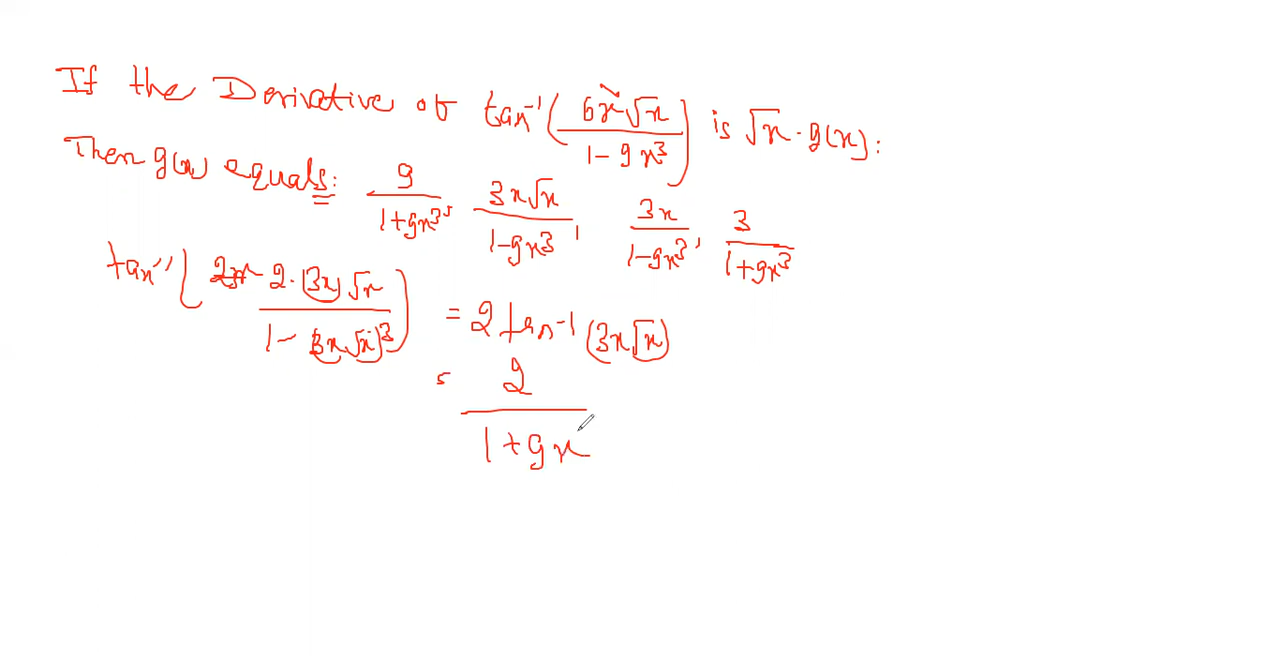 If the Derivative of tan⁻¹(6x√x / 1 - 9x³) is √x · g(x):
Then g(x) equals: 9 / 1+9x³, 3x√x / 1-9x³, 3x / 1-9x³, 3 / 1+9x³
tan⁻¹( 2·(3x)√x / 1 - (3x√x)³ ) = 2 tan⁻¹(3x√x)
= 2 / 1+9x